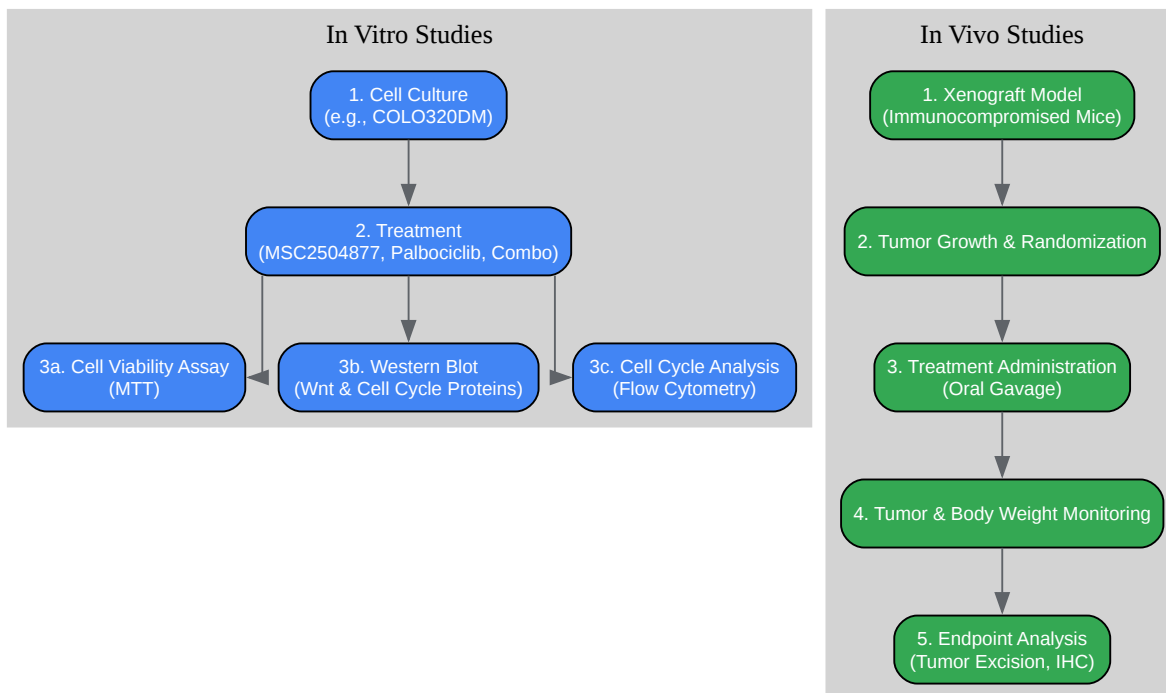 In Vitro Studies
1. Cell Culture
(e.g., COLO320DM)
2. Treatment
(MSC2504877, Palbociclib, Combo)
3a. Cell Viability Assay
(MTT)
3b. Western Blot
(Wnt & Cell Cycle Proteins)
3c. Cell Cycle Analysis
(Flow Cytometry)
In Vivo Studies
1. Xenograft Model
(Immunocompromised Mice)
2. Tumor Growth & Randomization
3. Treatment Administration
(Oral Gavage)
4. Tumor & Body Weight Monitoring
5. Endpoint Analysis
(Tumor Excision, IHC)